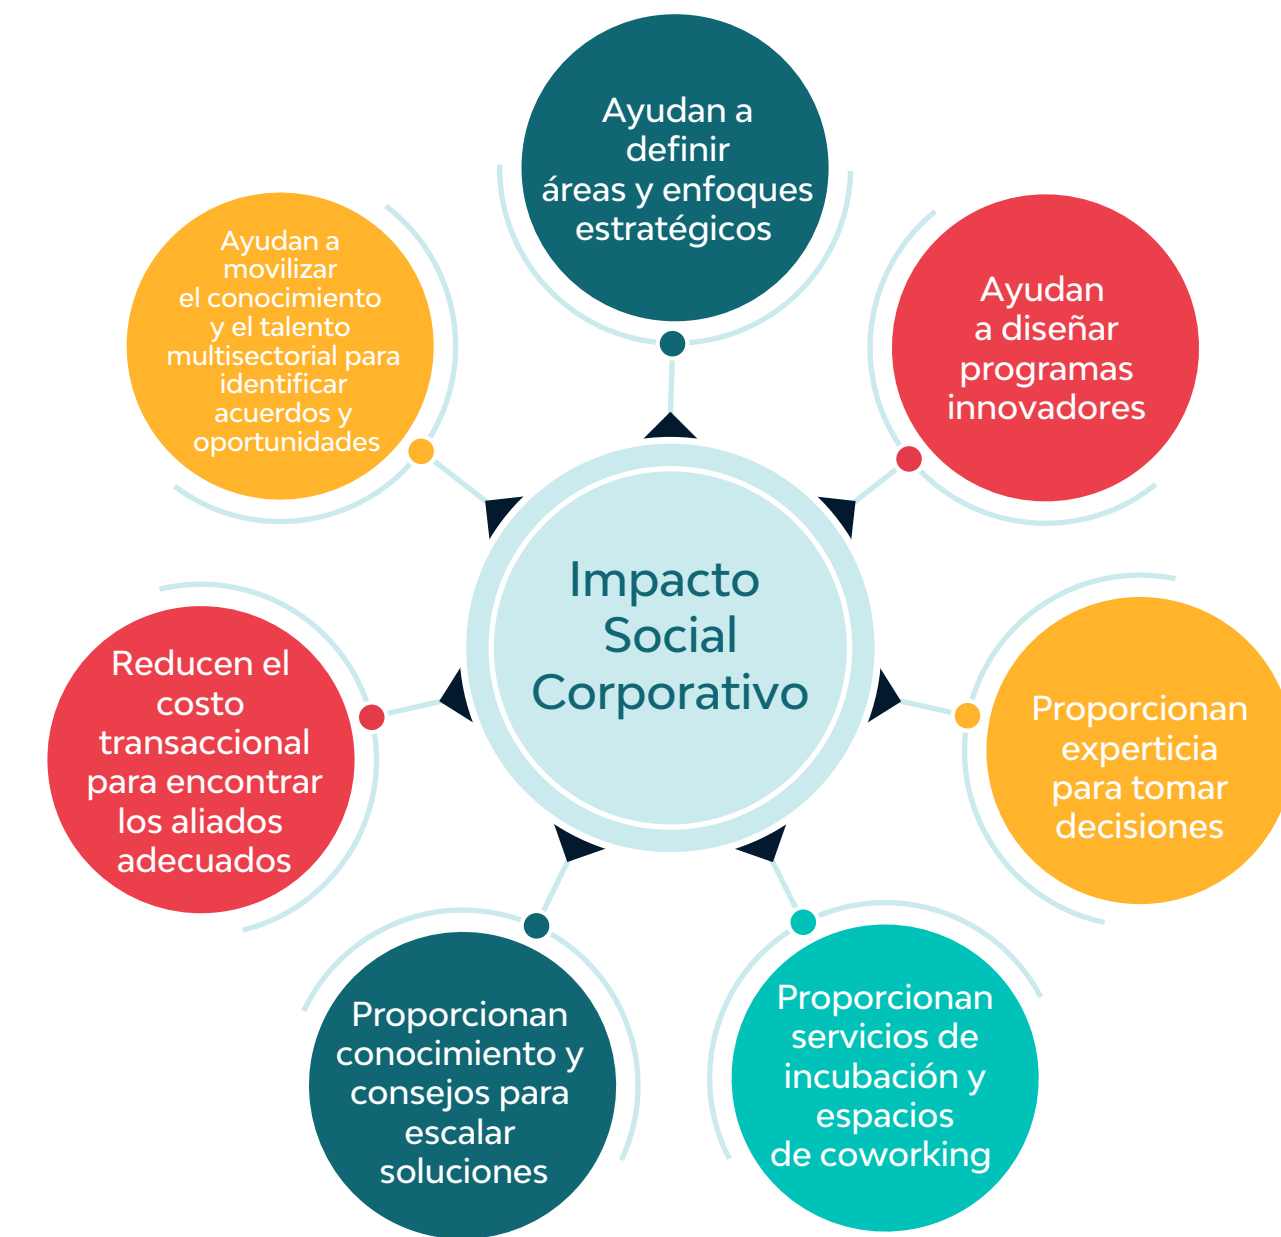 Ayudan a
definir
áreas y enfoques
estratégicos
Ayudan
a diseñar
programas
innovadores
Proporcionan
experticia
para tomar
decisiones
Proporcionan
servicios de
incubación y
espacios
de coworking
Proporcionan
conocimiento y
consejos para
escalar
soluciones
Reducen el
costo
transaccional
para encontrar
los aliados
adecuados
Ayudan a
movilizar
el conocimiento
y el talento
multisectorial para
identificar
acuerdos y
oportunidades
Impacto
Social
Corporativo